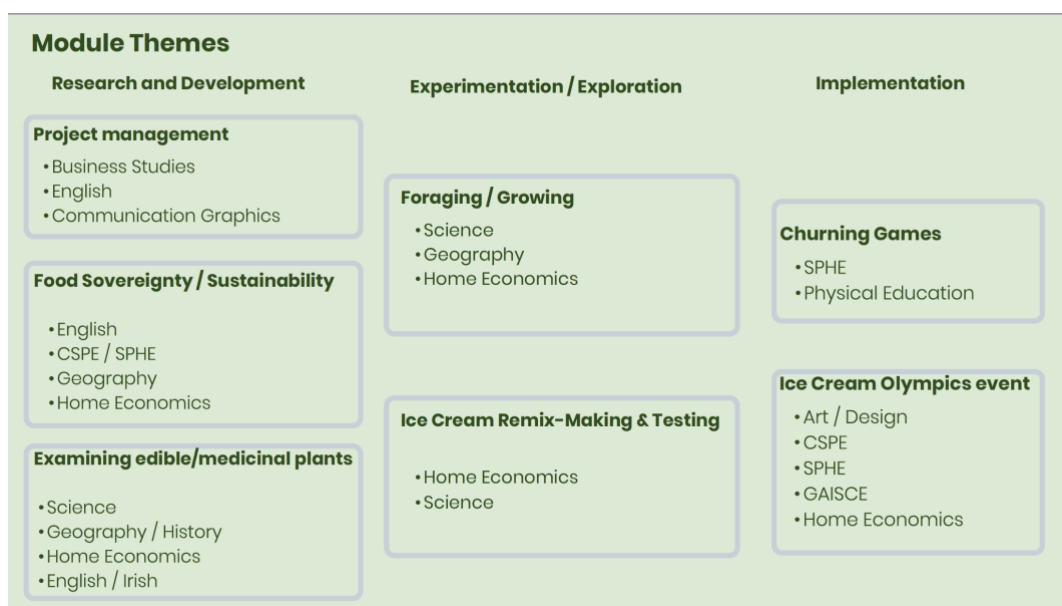 Module Themes
Research and Development
Project management
• Business Studies
• English
• Communication Graphics
Food Sovereignty / Sustainability
• English
• CSPE / SPHE
• Geography
• Home Economics
Examining edible/medicinal plants
• Science
• Geography / History
• Home Economics
• English / Irish
Experimentation / Exploration
Foraging / Growing
• Science
• Geography
• Home Economics
Ice Cream Remix-Making & Testing
• Home Economics
• Science
Implementation
Churning Games
• SPHE
• Physical Education
Ice Cream Olympics event
• Art / Design
• CSPE
• SPHE
• GAISCE
• Home Economics